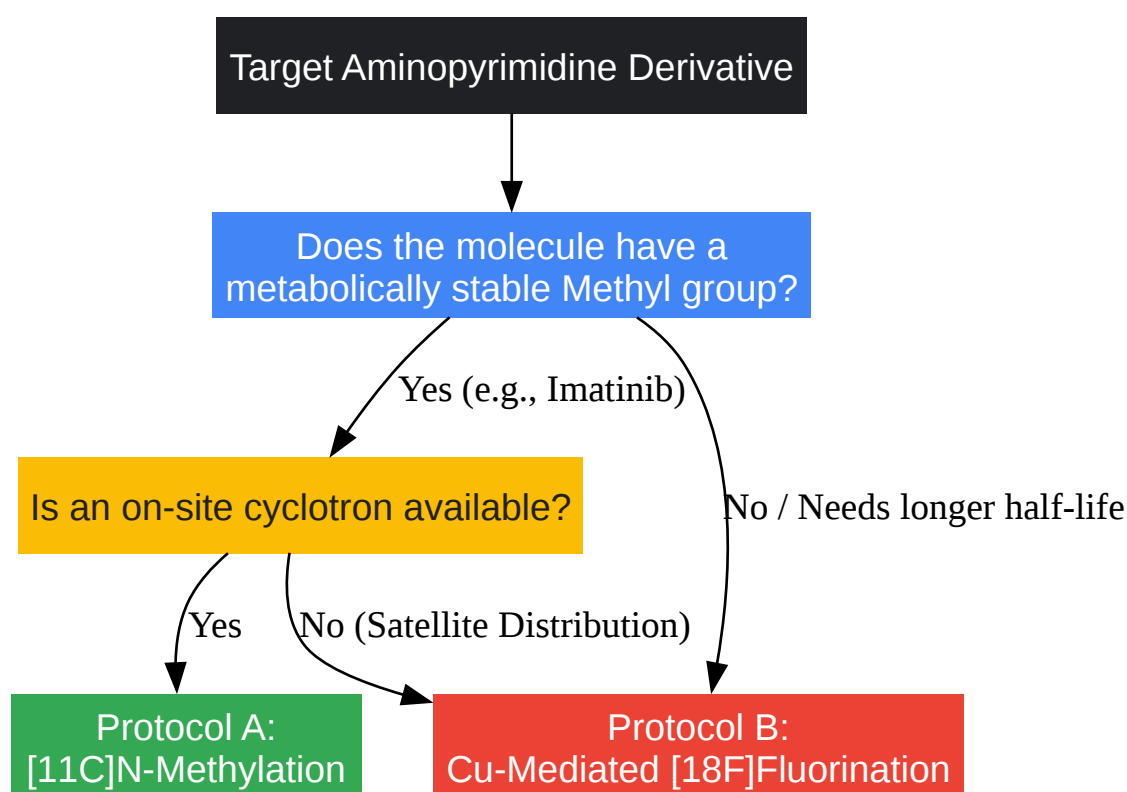 Target Aminopyrimidine Derivative
Does the molecule have a
metabolically stable Methyl group?
Yes (e.g., Imatinib)
Is an on-site cyclotron available?
No / Needs longer half-life
Yes
No (Satellite Distribution)
Protocol A:
[11C]N-Methylation
Protocol B:
Cu-Mediated [18F]Fluorination